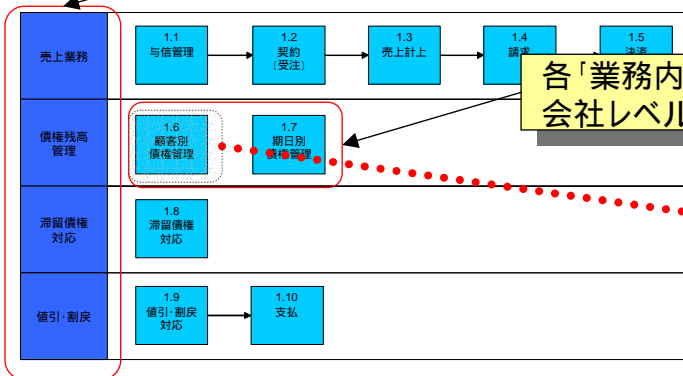 売上業務
1.1
与信管理
1.2
契約
(受注)
1.3
売上計上
1.4
請求
1.5
決済
各「業務内
会社レベル
債権残高
管理
1.6
顧客別
債権管理
1.7
期日別
債権管理
滞留債権
対応
1.8
滞留債権
対応
値引・割戻
1.9
値引・割戻
対応
1.10
支払